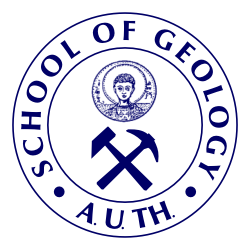 SCHOOL OF GEOLOGY
A. U. TH.